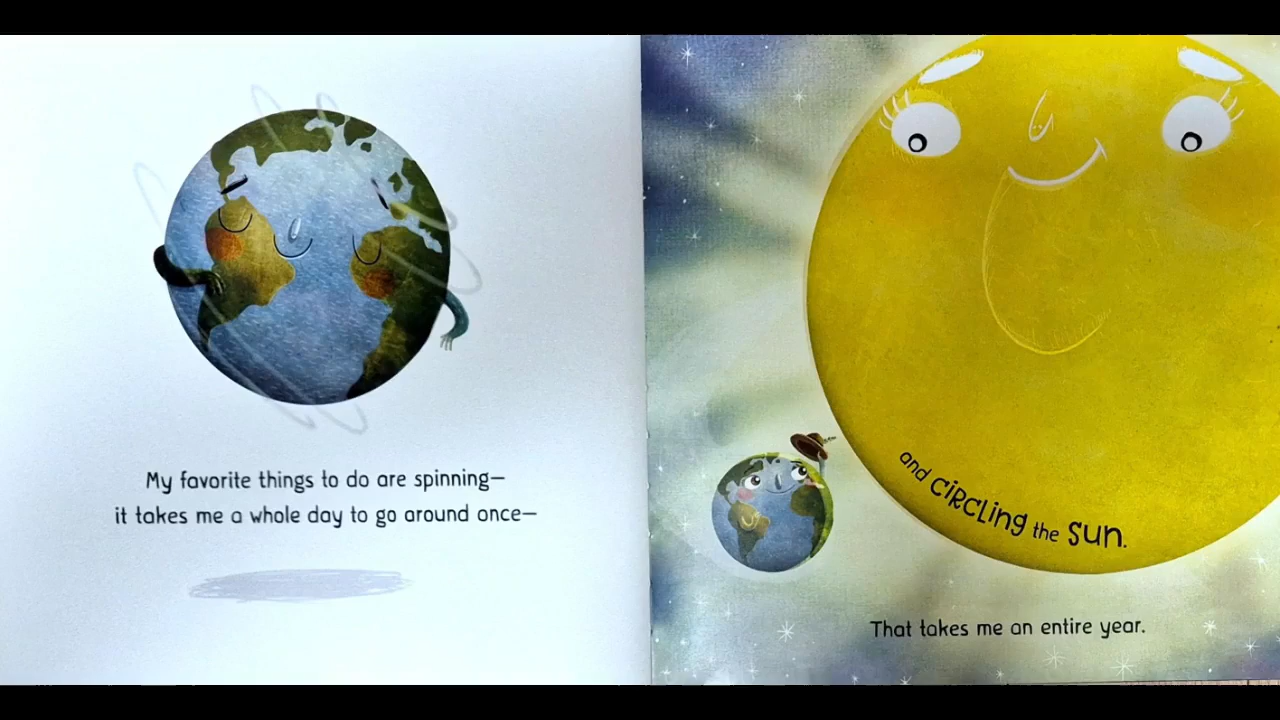 My favorite things to do are spinning—
it takes me a whole day to go around once—
and CIRCLing the SUN.
That takes me an entire year.